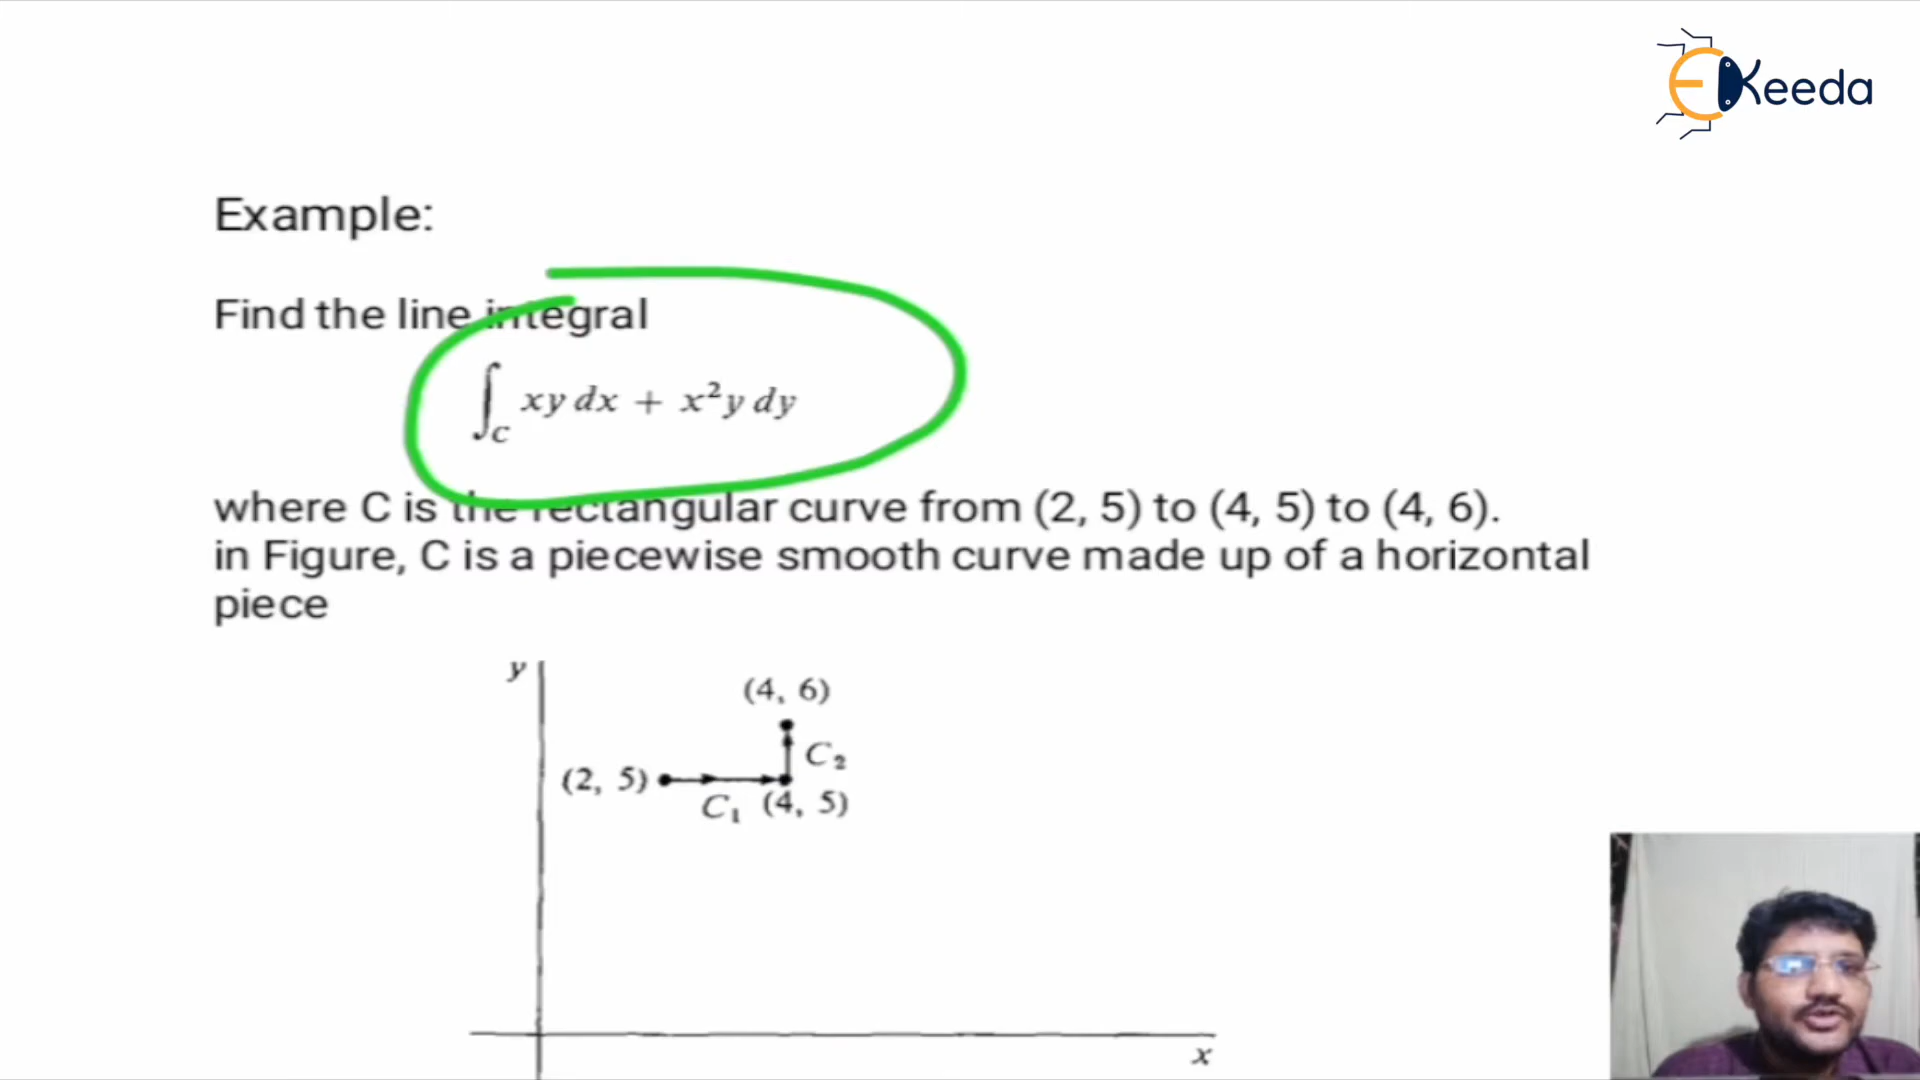 EKeeda
Example:
Find the line integral
∫_C xy dx + x²y dy
where C is the rectangular curve from (2, 5) to (4, 5) to (4, 6).
in Figure, C is a piecewise smooth curve made up of a horizontal
piece
y
(4, 6)
C₂
(2, 5)
C₁ (4, 5)
x